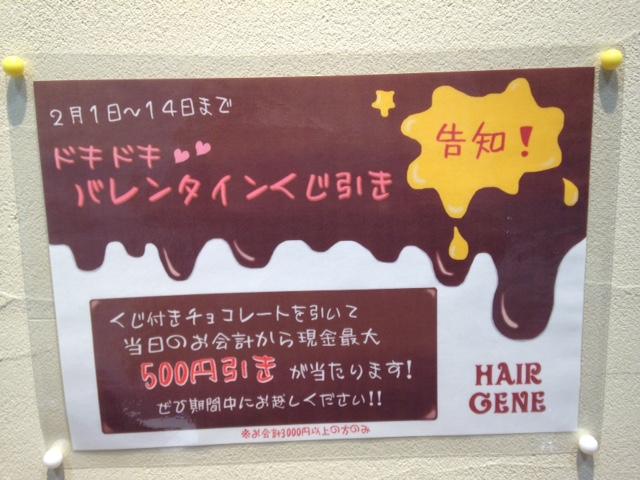 2月1日～14日まで
告知！
ドキドキ
バレンタインくじ引き
くじ付きチョコレートを引いて
当日のお会計から現金最大
500円引きが当たります!
ぜひ期間中にお越しください!!
※お会計3000円以上の方のみ
HAIR
GENE